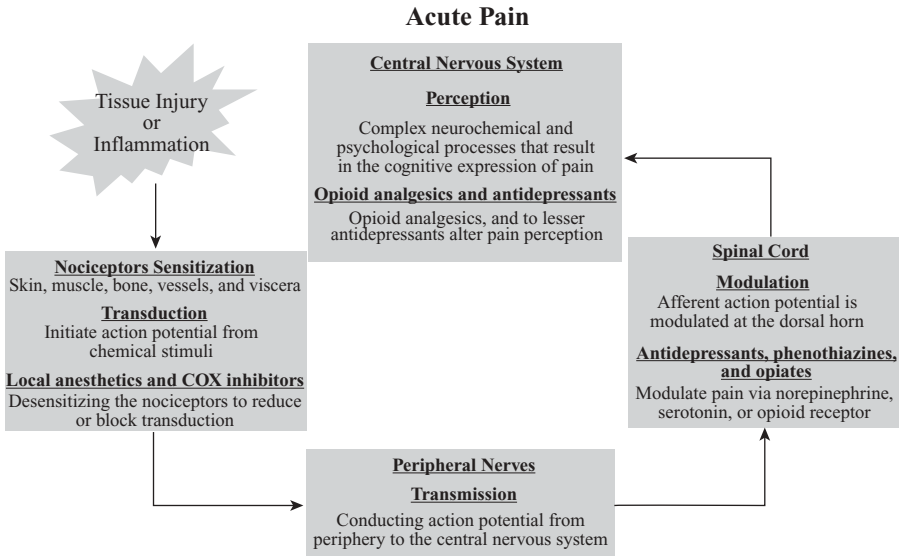 Acute Pain
Tissue Injury
or
Inflammation
Nociceptors Sensitization
Skin, muscle, bone, vessels, and viscera
Transduction
Initiate action potential from
chemical stimuli
Local anesthetics and COX inhibitors
Desensitizing the nociceptors to reduce
or block transduction
Peripheral Nerves
Transmission
Conducting action potential from
periphery to the central nervous system
Spinal Cord
Modulation
Afferent action potential is
modulated at the dorsal horn
Antidepressants, phenothiazines,
and opiates
Modulate pain via norepinephrine,
serotonin, or opioid receptor
Central Nervous System
Perception
Complex neurochemical and
psychological processes that result
in the cognitive expression of pain
Opioid analgesics and antidepressants
Opioid analgesics, and to lesser
antidepressants alter pain perception